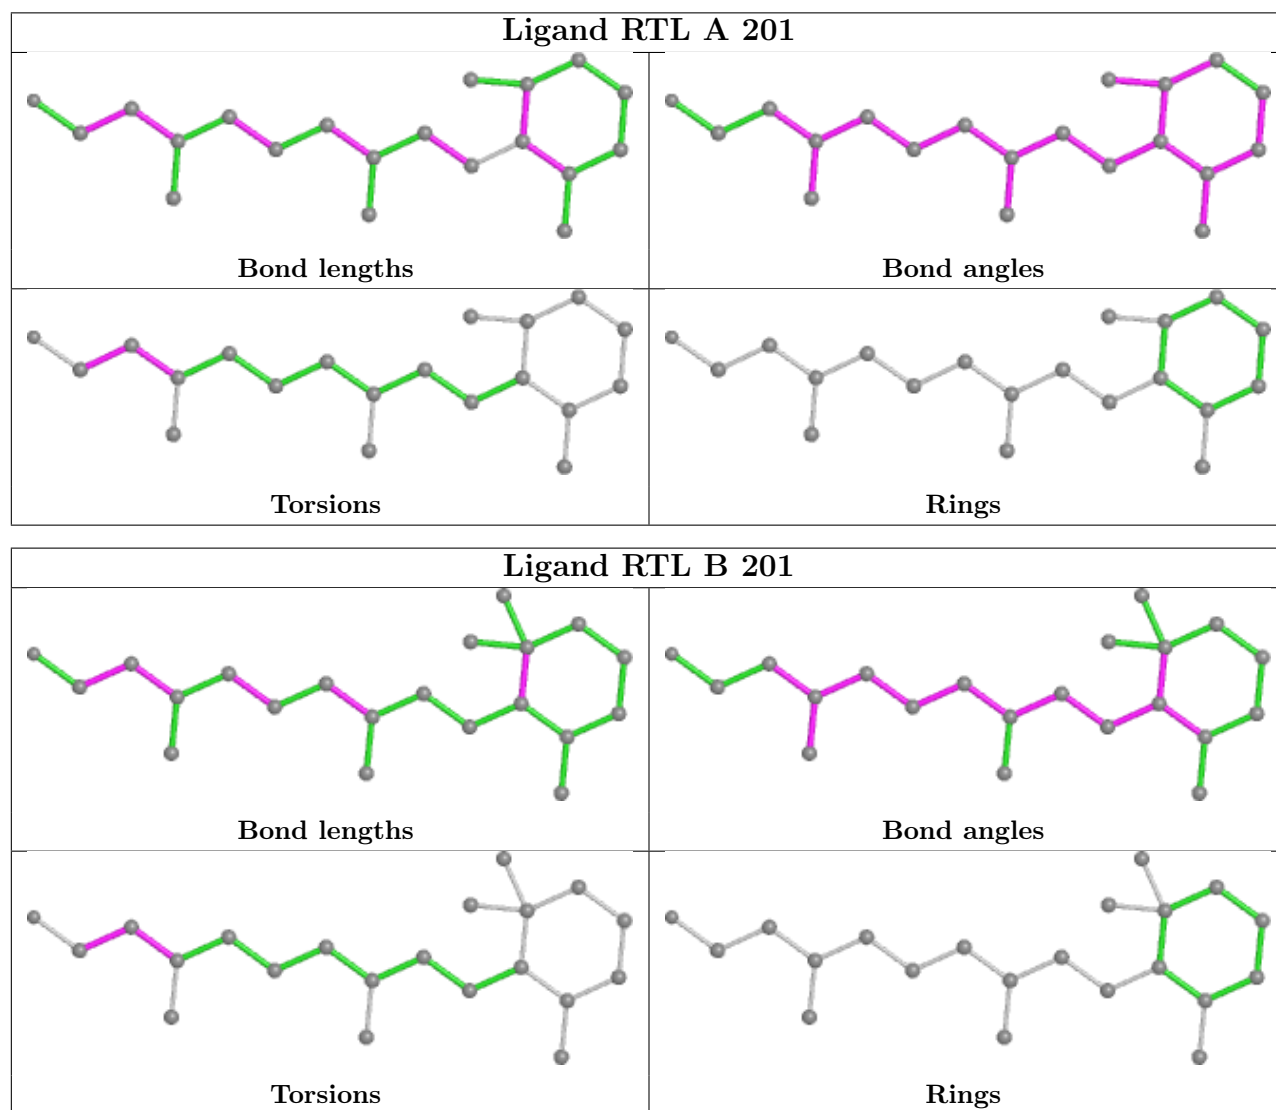 Ligand RTL A 201
Bond lengths
Bond angles
Torsions
Rings
Ligand RTL B 201
Bond lengths
Bond angles
Torsions
Rings